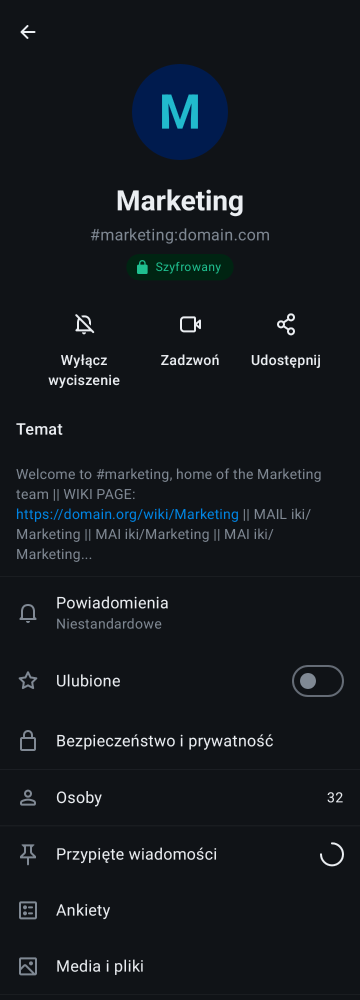 M
Marketing
#marketing:domain.com
Szyfrowany
Wyłącz
wyciszenie
Zadzwoń
Udostępnij
Temat
Welcome to #marketing, home of the Marketing
team || WIKI PAGE:
https://domain.org/wiki/Marketing || MAIL iki/
Marketing || MAI iki/Marketing || MAI iki/
Marketing...
Powiadomienia
Niestandardowe
Ulubione
Bezpieczeństwo i prywatność
Osoby 32
Przypięte wiadomości
Ankiety
Media i pliki